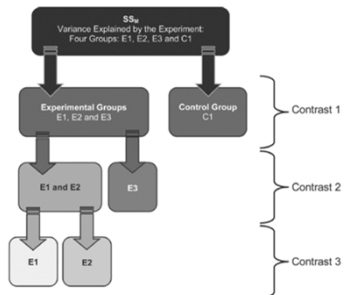 SSM
Variance Explained by the Experiment:
Four Groups: E1, E2, E3 and C1
Experimental Groups
E1, E2 and E3
Control Group
C1
Contrast 1
E1 and E2
E3
Contrast 2
E1
E2
Contrast 3